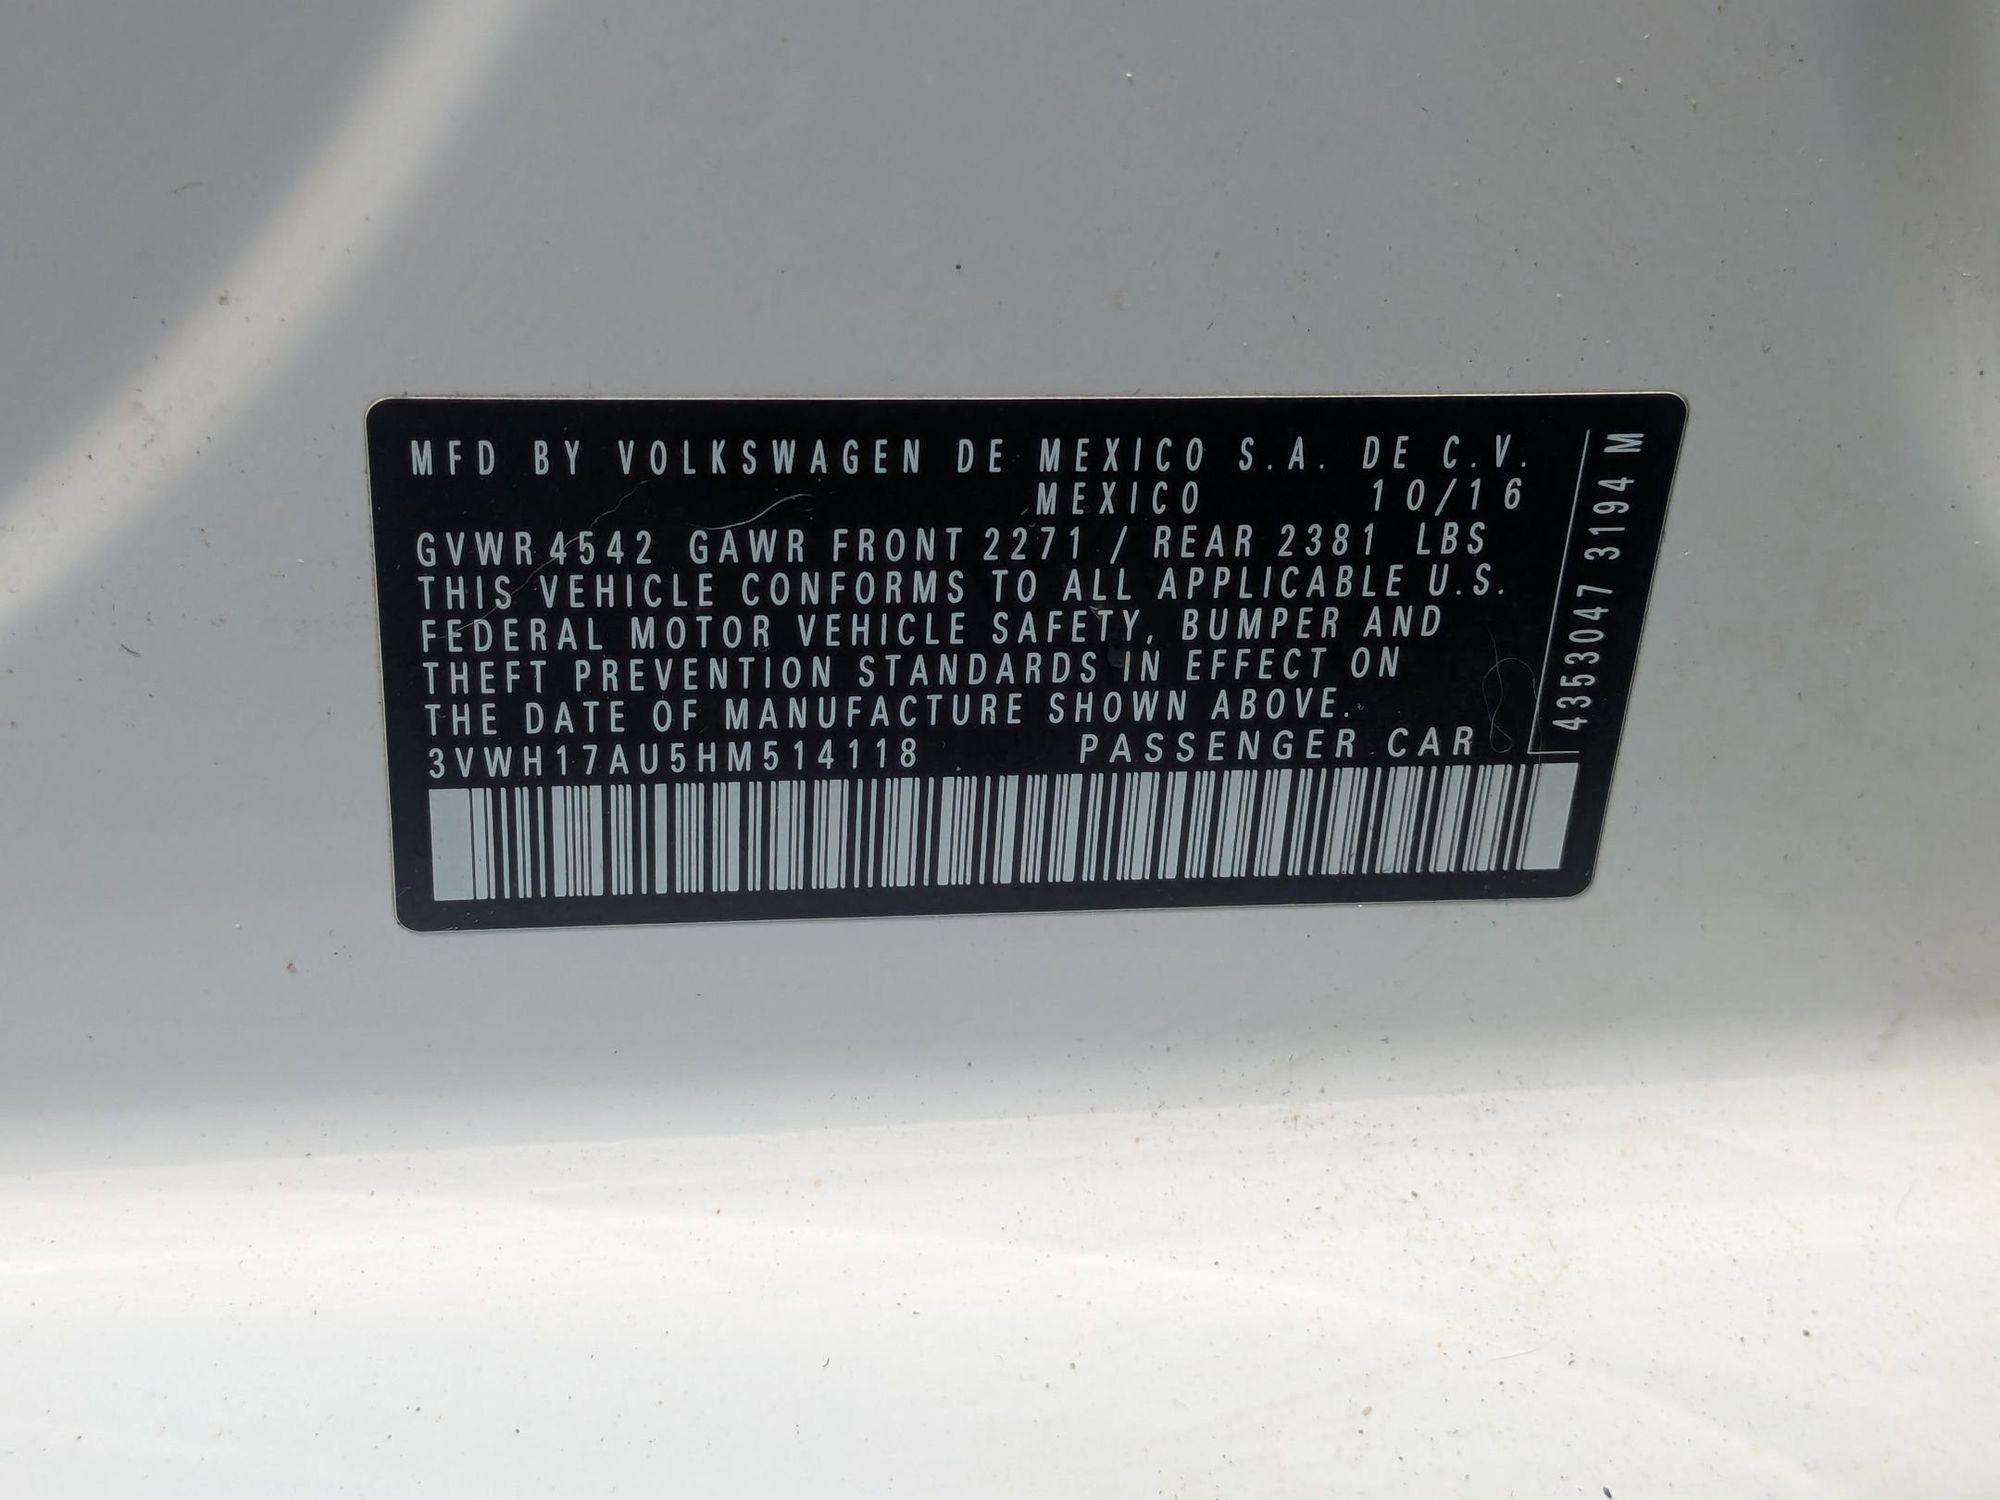 MFD BY VOLKSWAGEN DE MEXICO S.A. DE C.V.
MEXICO 10/16
GVWR 4542 GAWR FRONT 2271 / REAR 2381 LBS
THIS VEHICLE CONFORMS TO ALL APPLICABLE U.S.
FEDERAL MOTOR VEHICLE SAFETY, BUMPER AND
THEFT PREVENTION STANDARDS IN EFFECT ON
THE DATE OF MANUFACTURE SHOWN ABOVE.
3VWH17AU5HM514118 PASSENGER CAR
4353047 3194 M